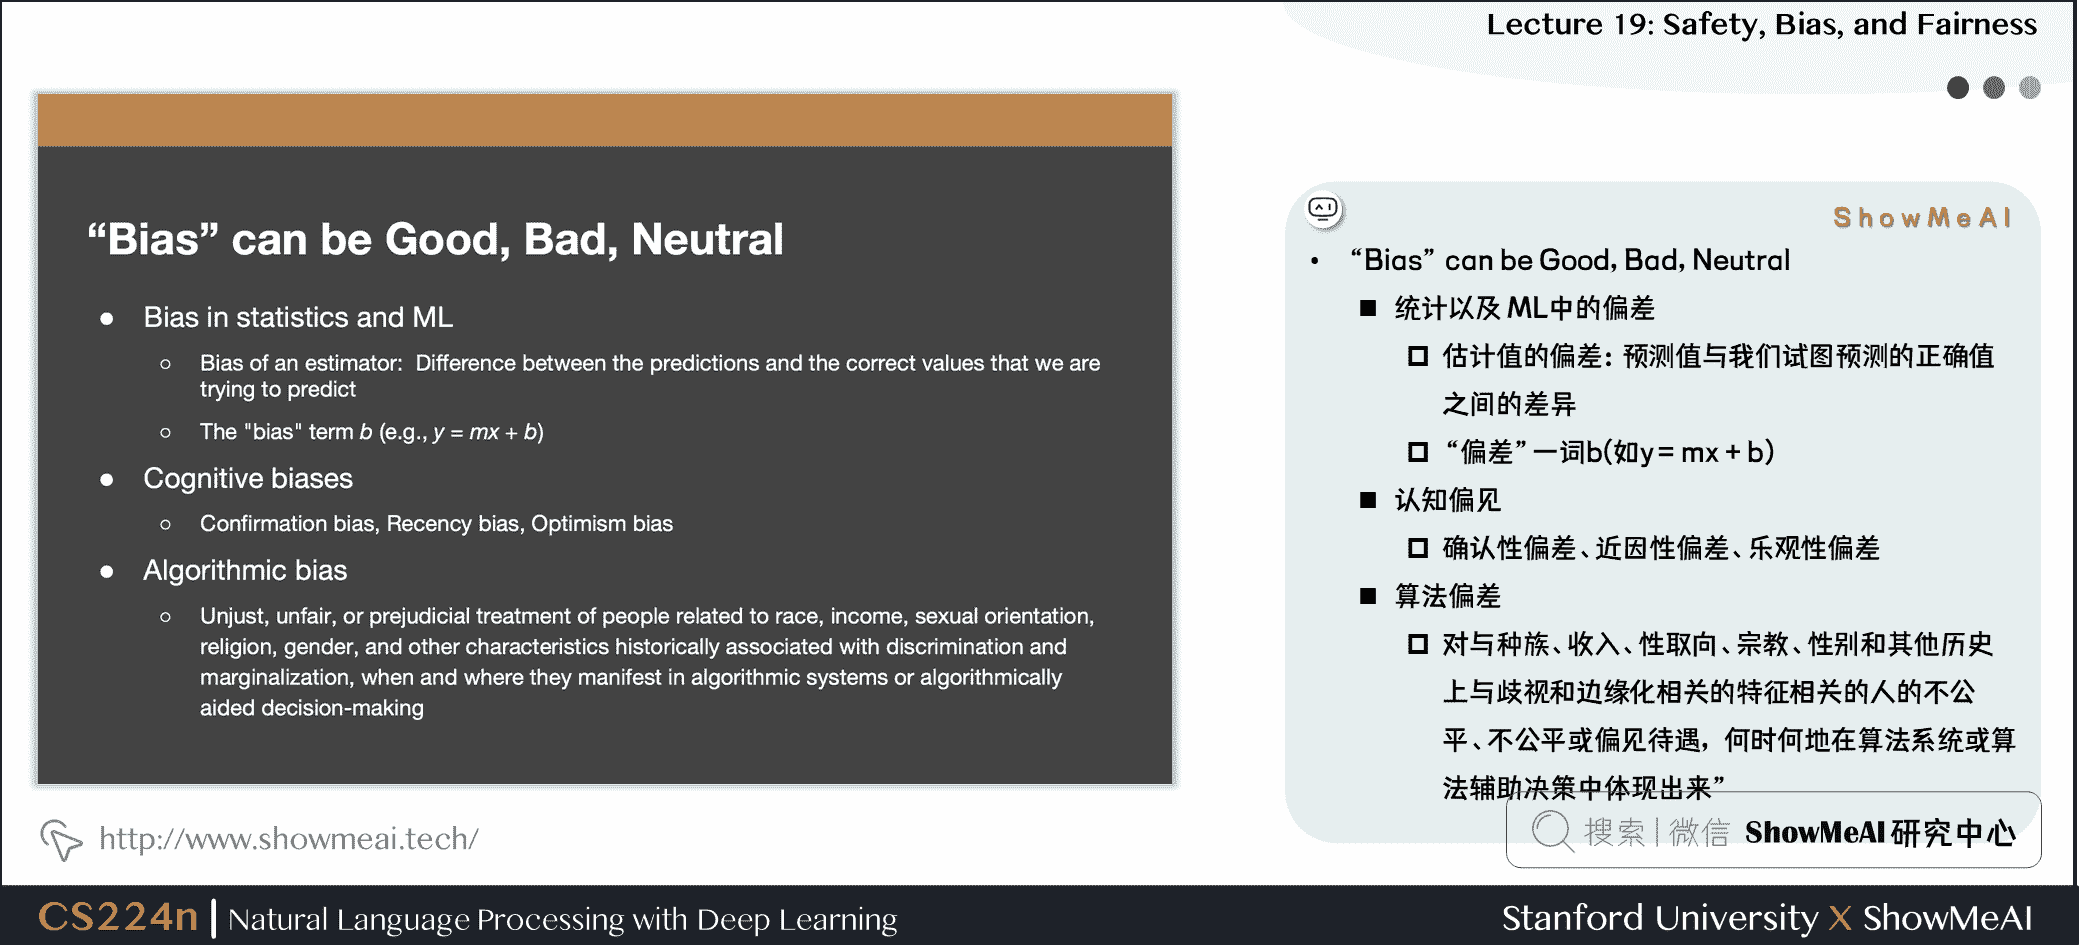 Lecture 19: Safety, Bias, and Fairness
“Bias” can be Good, Bad, Neutral
● Bias in statistics and ML
○ Bias of an estimator: Difference between the predictions and the correct values that we are
trying to predict
○ The "bias" term b (e.g., y = mx + b)
● Cognitive biases
○ Confirmation bias, Recency bias, Optimism bias
● Algorithmic bias
○ Unjust, unfair, or prejudicial treatment of people related to race, income, sexual orientation,
religion, gender, and other characteristics historically associated with discrimination and
marginalization, when and where they manifest in algorithmic systems or algorithmically
aided decision-making
ShowMeAI
• “Bias” can be Good, Bad, Neutral
■ 统计以及 ML中的偏差
□ 估计值的偏差：预测值与我们试图预测的正确值
之间的差异
□ “偏差”一词b(如y = mx + b)
■ 认知偏见
□ 确认性偏差、近因性偏差、乐观性偏差
■ 算法偏差
□ 对与种族、收入、性取向、宗教、性别和其他历史
上与歧视和边缘化相关的特征相关的人的不公
平、不公平或偏见待遇，何时何地在算法系统或算
法辅助决策中体现出来”
搜索 | 微信 ShowMeAI 研究中心
http://www.showmeai.tech/
CS224n | Natural Language Processing with Deep Learning
Stanford University X ShowMeAI